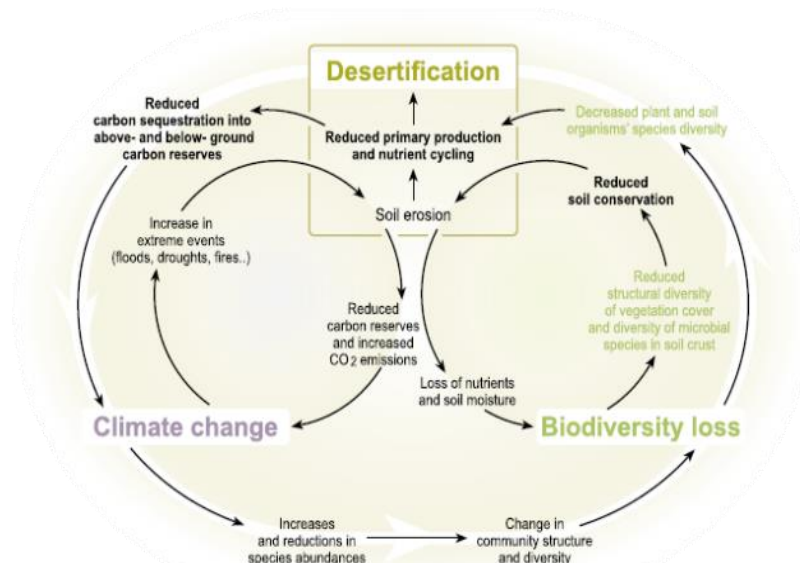 Desertification
Reduced
carbon sequestration into
above- and below- ground
carbon reserves
Reduced primary production
and nutrient cycling
Decreased plant and soil
organisms' species diversity
Soil erosion
Reduced
soil conservation
Increase in
extreme events
(floods, droughts, fires..)
Reduced
carbon reserves
and increased
CO2 emissions
Reduced
structural diversity
of vegetation cover
and diversity of microbial
species in soil crust
Loss of nutrients
and soil moisture
Climate change
Biodiversity loss
Increases
and reductions in
species abundances
Change in
community structure
and diversity